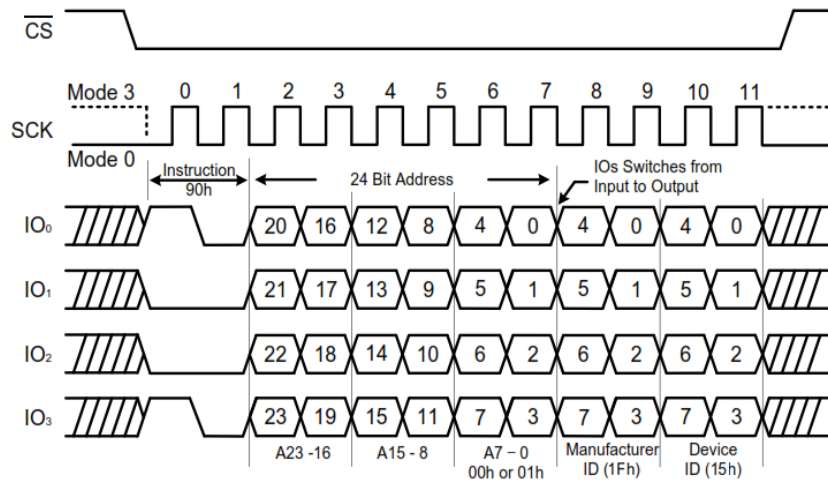 CS
Mode 3 0 1 2 3 4 5 6 7 8 9 10 11
SCK
Mode 0
Instruction
90h
24 Bit Address
IOs Switches from
Input to Output
IO₀ 20 16 12 8 4 0 4 0 4 0
IO₁ 21 17 13 9 5 1 5 1 5 1
IO₂ 22 18 14 10 6 2 6 2 6 2
IO₃ 23 19 15 11 7 3 7 3 7 3
A23 -16 A15 - 8 A7 – 0 Manufacturer Device
00h or 01h ID (1Fh) ID (15h)